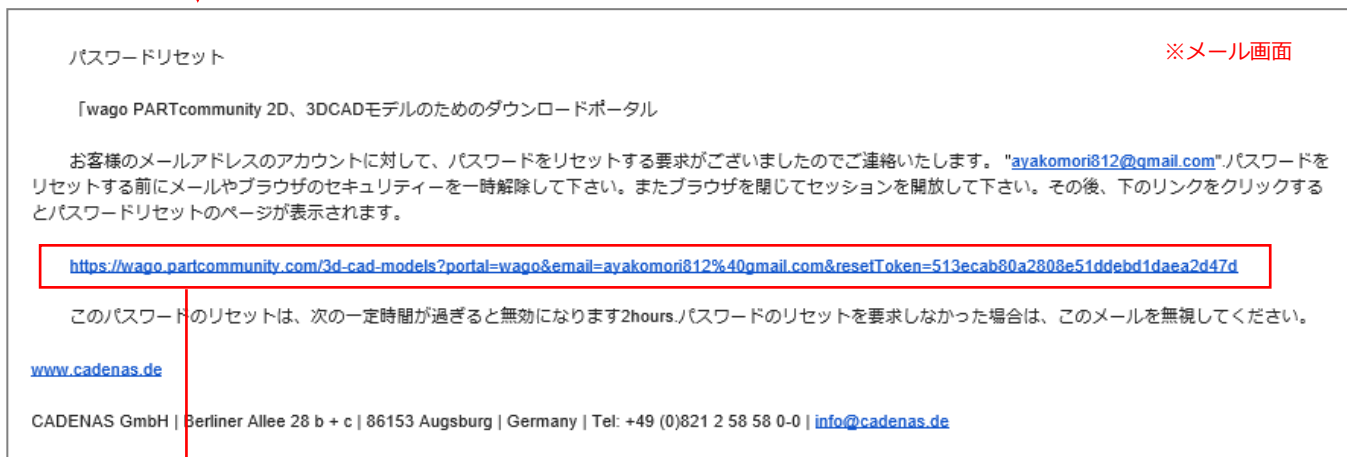 ※メール画面
パスワードリセット
「wago PARTcommunity 2D、3DCADモデルのためのダウンロードポータル
お客様のメールアドレスのアカウントに対して、パスワードをリセットする要求がございましたのでご連絡いたします。 "ayakomori812@gmail.com".パスワードを
リセットする前にメールやブラウザのセキュリティーを一時解除して下さい。またブラウザを閉じてセッションを開放して下さい。その後、下のリンクをクリックする
とパスワードリセットのページが表示されます。
https://wago.partcommunity.com/3d-cad-models?portal=wago&email=ayakomori812%40gmail.com&resetToken=513ecab80a2808e51ddebd1daea2d47d
このパスワードのリセットは、次の一定時間が過ぎると無効になります2hours.パスワードのリセットを要求しなかった場合は、このメールを無視してください。
www.cadenas.de
CADENAS GmbH | Berliner Allee 28 b + c | 86153 Augsburg | Germany | Tel: +49 (0)821 2 58 58 0-0 | info@cadenas.de